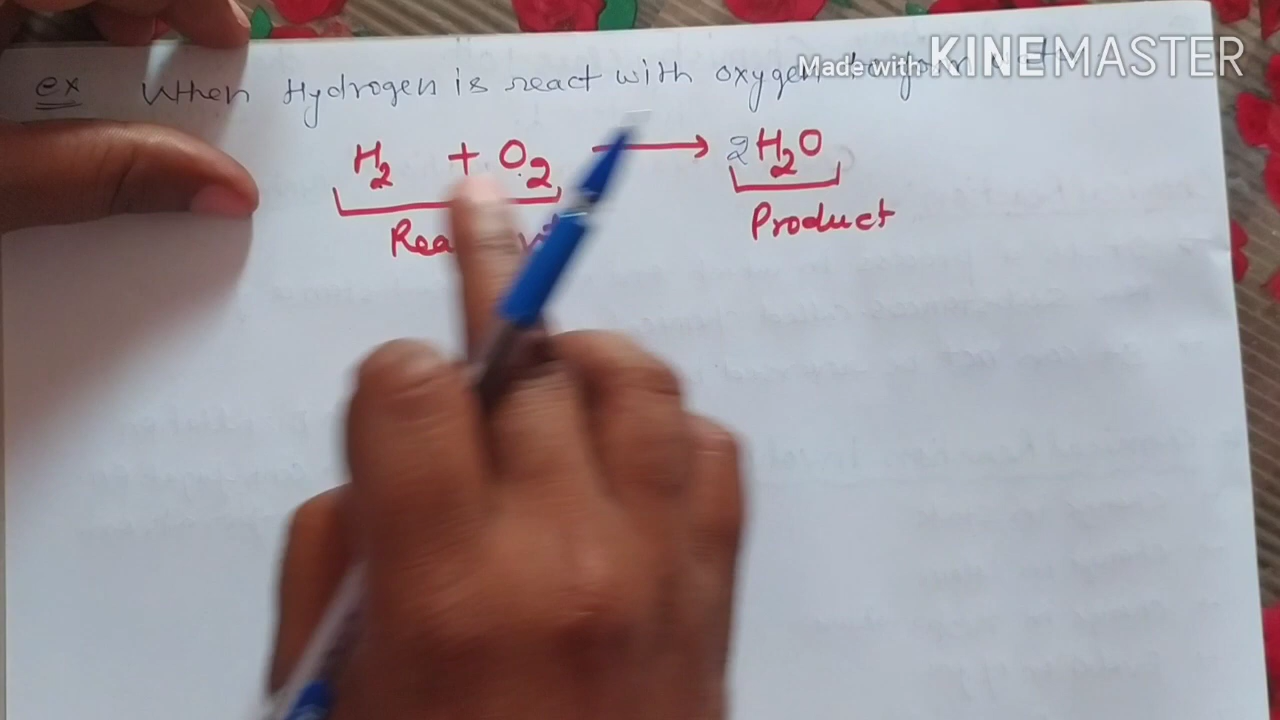 ex When Hydrogen is react with oxygen
Made with KINEMASTER
H2 + O2 → 2H2O
Product